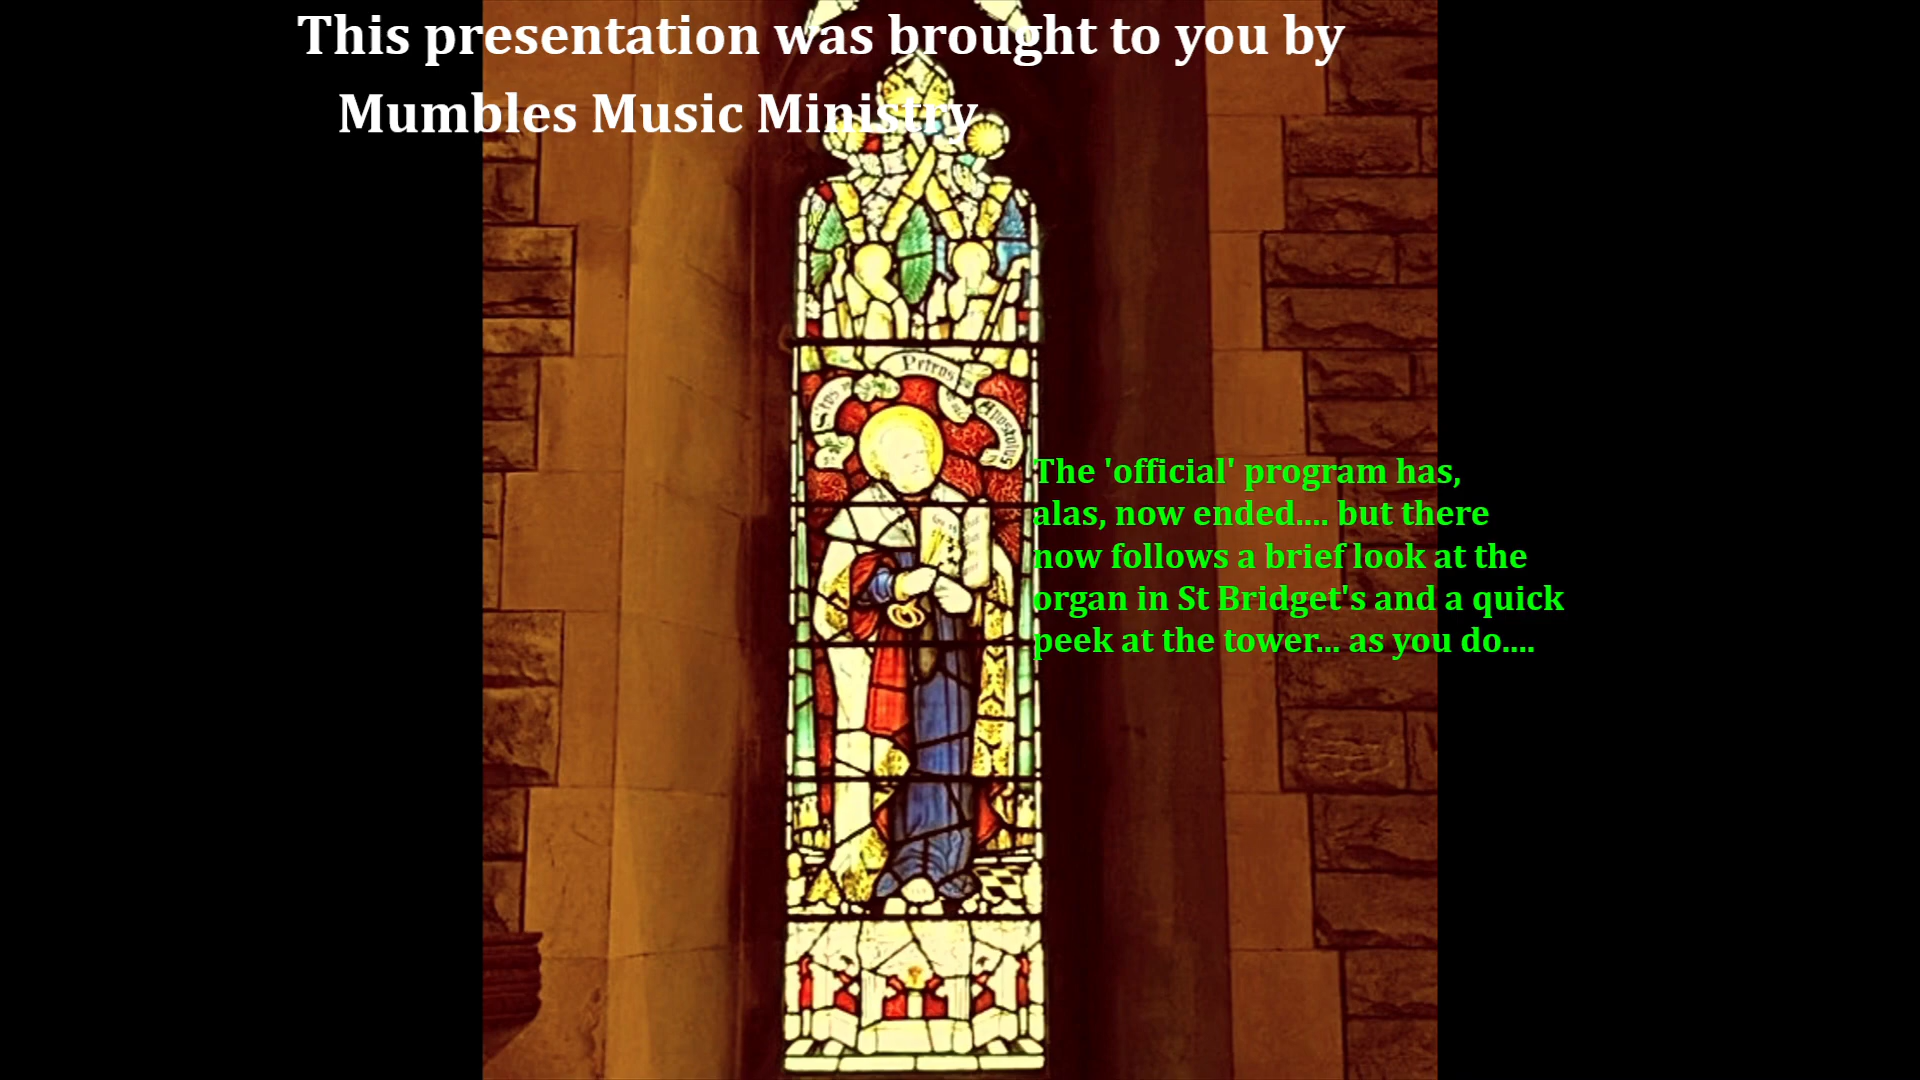 This presentation was brought to you by
Mumbles Music Ministry
Petrus
Apostolus
The 'official' program has,
alas, now ended.... but there
now follows a brief look at the
organ in St Bridget's and a quick
peek at the tower... as you do....